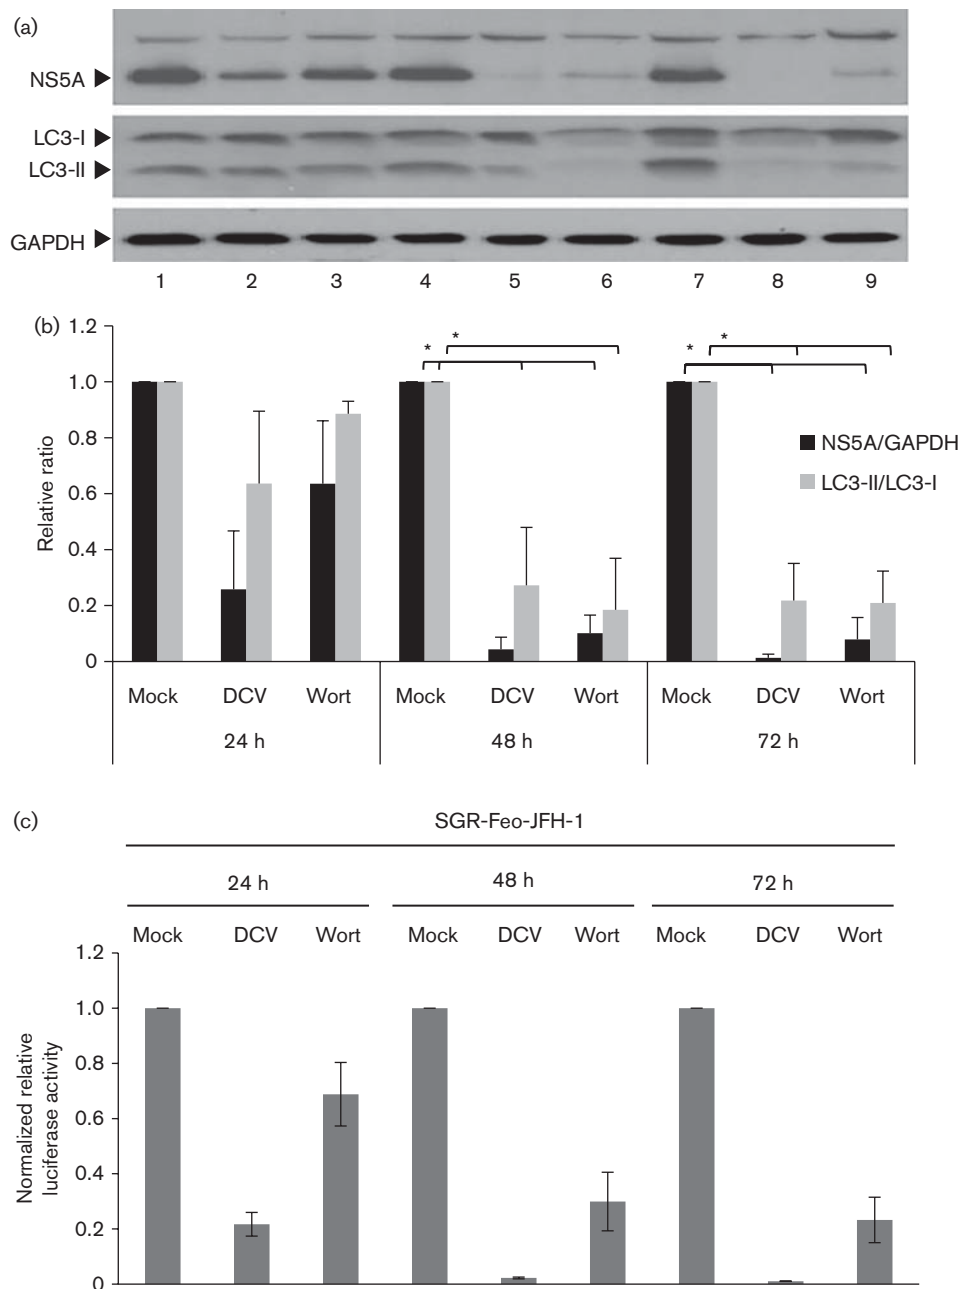 (a)
NS5A
LC3-I
LC3-II
GAPDH
1 2 3 4 5 6 7 8 9
(b)
1.2
1.0
0.8
0.6
0.4
0.2
0
Relative ratio
* * * *
NS5A/GAPDH
LC3-II/LC3-I
Mock DCV Wort Mock DCV Wort Mock DCV Wort
24 h 48 h 72 h
(c)
SGR-Feo-JFH-1
24 h 48 h 72 h
Mock DCV Wort Mock DCV Wort Mock DCV Wort
1.2
1.0
0.8
0.6
0.4
0.2
0
Normalized relative
luciferase activity